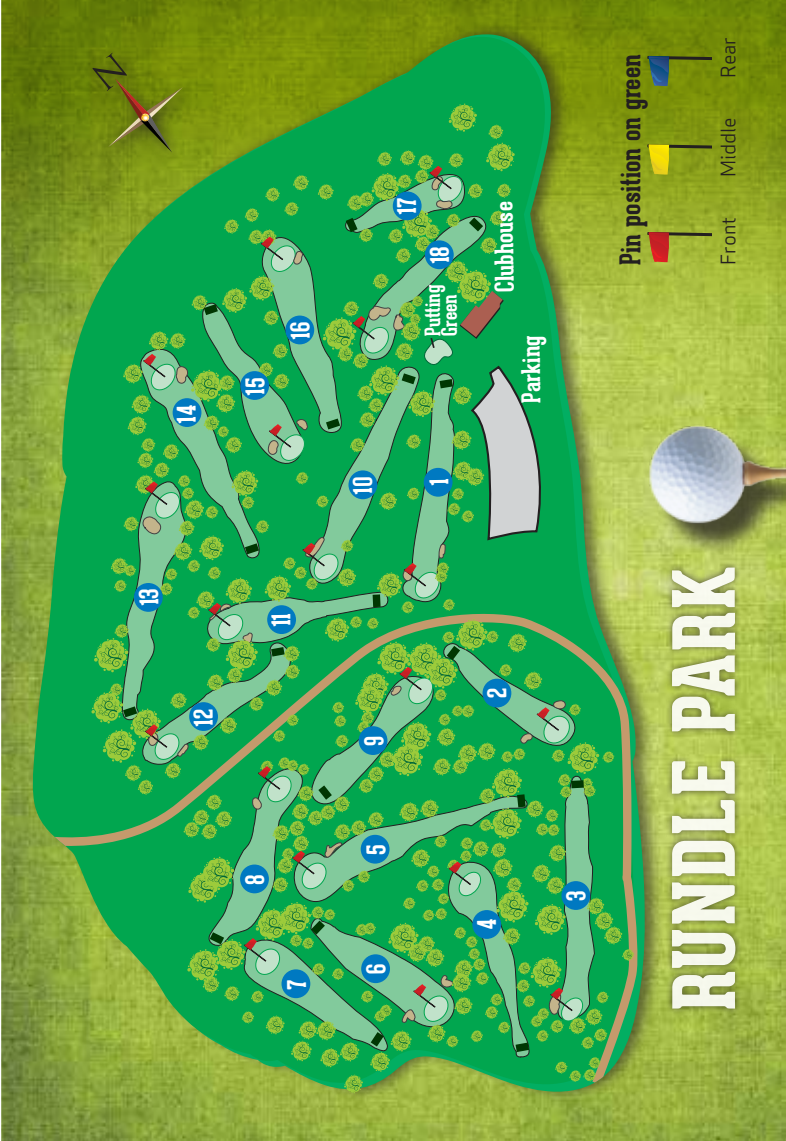 RUNDLE PARK
Pin position on green
Front
Middle
Rear
N
Parking
Clubhouse
Putting
Green
1
2
3
4
5
6
7
8
9
10
11
12
13
14
15
16
17
18